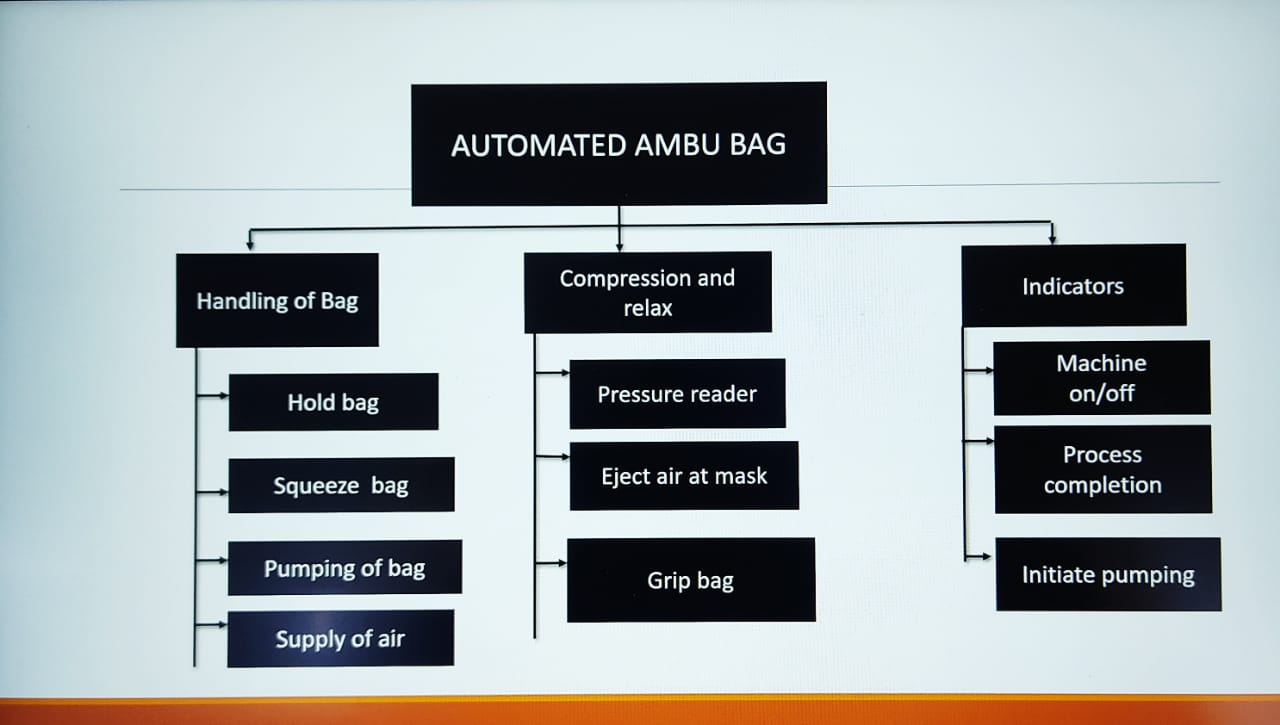 AUTOMATED AMBU BAG
Handling of Bag
Hold bag
Squeeze bag
Pumping of bag
Supply of air
Compression and
relax
Pressure reader
Eject air at mask
Grip bag
Indicators
Machine
on/off
Process
completion
Initiate pumping